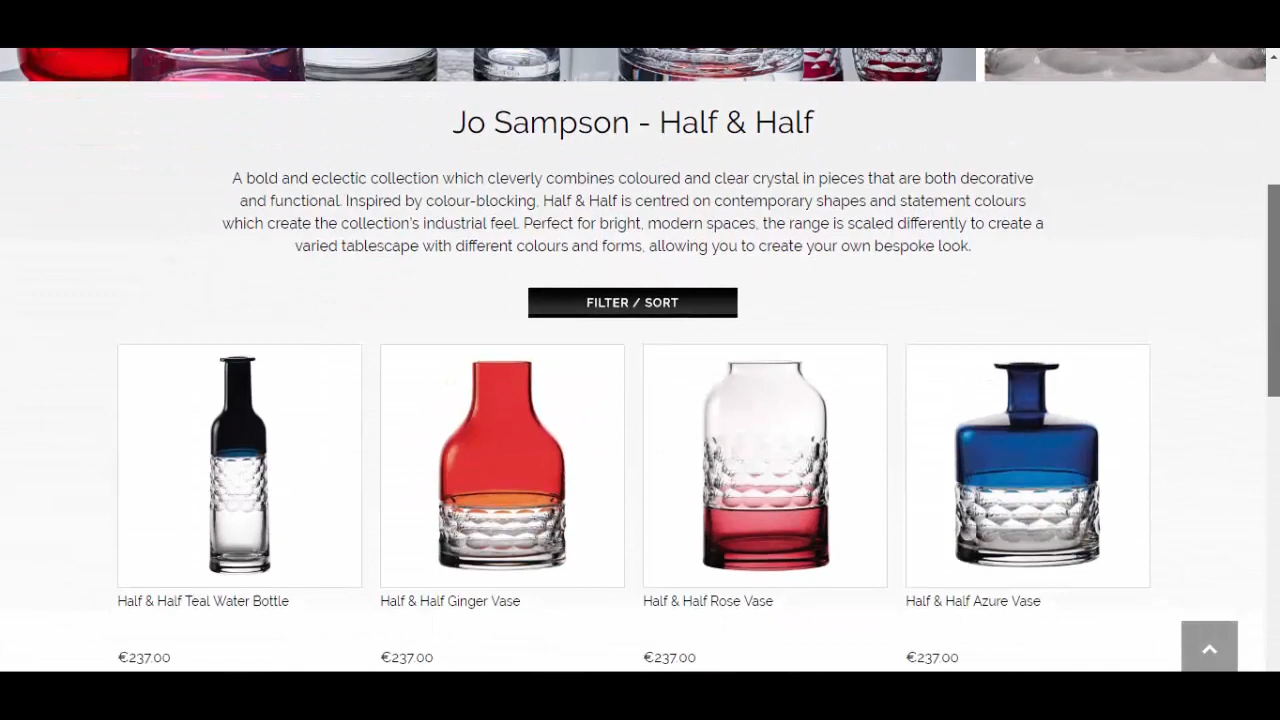 Jo Sampson - Half & Half
A bold and eclectic collection which cleverly combines coloured and clear crystal in pieces that are both decorative
and functional. Inspired by colour-blocking, Half & Half is centred on contemporary shapes and statement colours
which create the collection's industrial feel. Perfect for bright, modern spaces, the range is scaled differently to create a
varied tablescape with different colours and forms, allowing you to create your own bespoke look.
FILTER / SORT
Half & Half Teal Water Bottle
Half & Half Ginger Vase
Half & Half Rose Vase
Half & Half Azure Vase
€237.00
€237.00
€237.00
€237.00